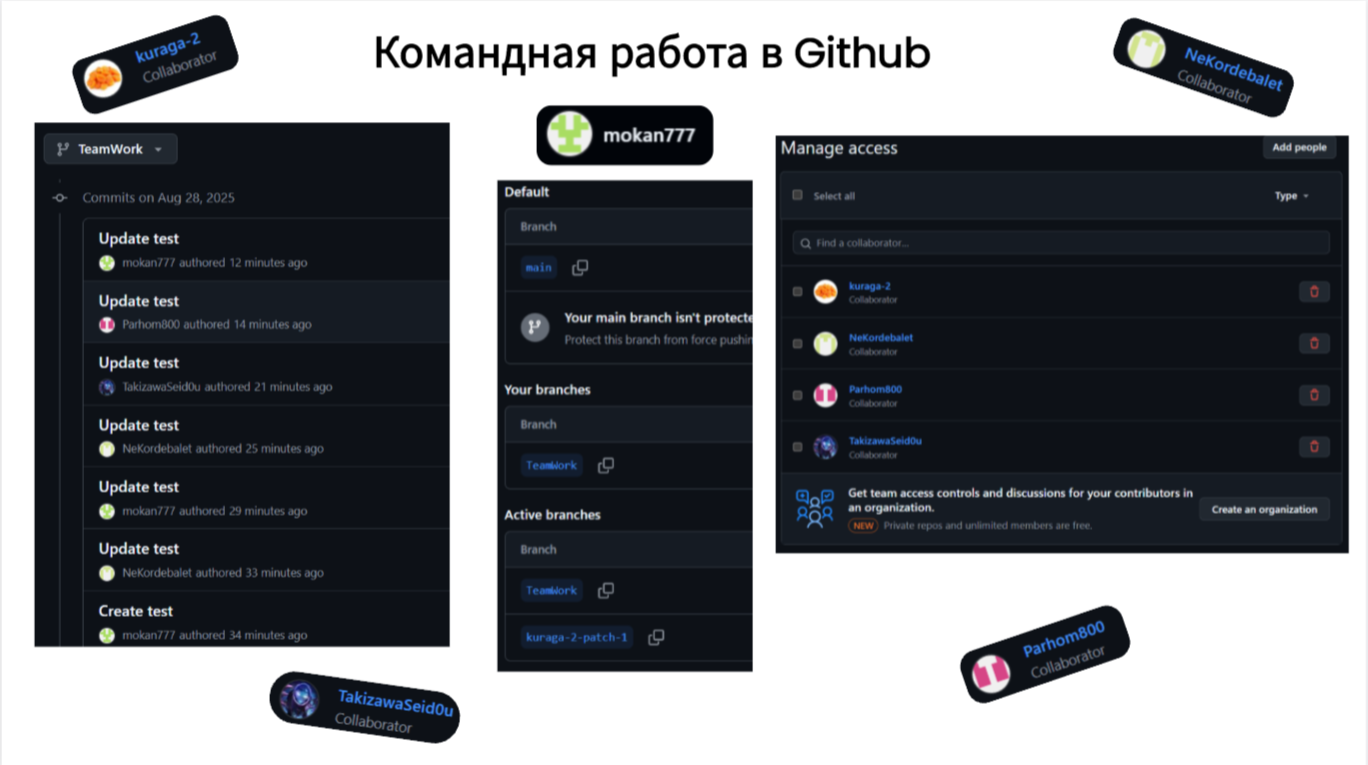 Командная работа в Github
kuraga-2
Collaborator
NeKordebalet
Collaborator
mokan777
TeamWork
Commits on Aug 28, 2025
Update test
mokan777 authored 12 minutes ago
Update test
Parhom800 authored 14 minutes ago
Update test
TakizawaSeid0u authored 21 minutes ago
Update test
NeKordebalet authored 25 minutes ago
Update test
mokan777 authored 29 minutes ago
Update test
NeKordebalet authored 33 minutes ago
Create test
mokan777 authored 34 minutes ago
Default
Branch
main
Your main branch isn't protecte
Protect this branch from force pushin
Your branches
Branch
TeamWork
Active branches
Branch
TeamWork
kuraga-2-patch-1
Manage access
Add people
Select all
Type
Find a collaborator...
kuraga-2
Collaborator
NeKordebalet
Collaborator
Parhom800
Collaborator
TakizawaSeid0u
Collaborator
Get team access controls and discussions for your contributors in
an organization.
NEW Private repos and unlimited members are free.
Create an organization
TakizawaSeid0u
Collaborator
Parhom800
Collaborator